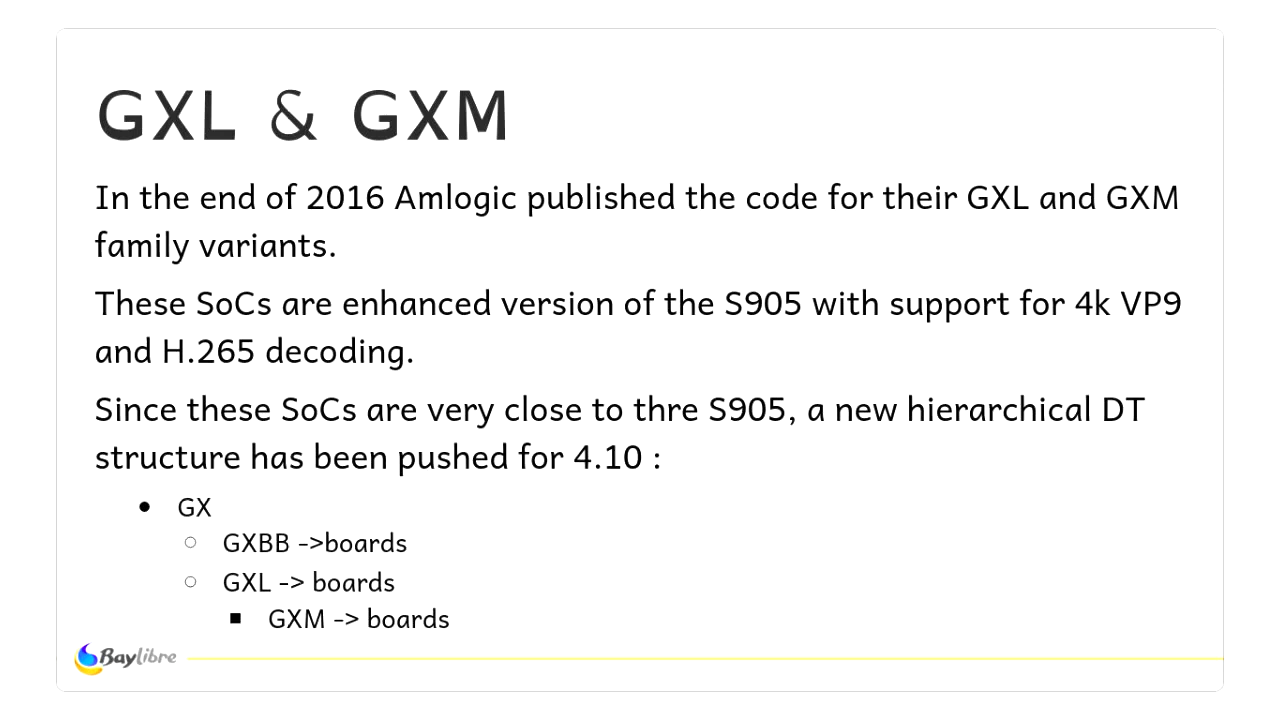 GXL & GXM
In the end of 2016 Amlogic published the code for their GXL and GXM
family variants.
These SoCs are enhanced version of the S905 with support for 4k VP9
and H.265 decoding.
Since these SoCs are very close to thre S905, a new hierarchical DT
structure has been pushed for 4.10 :
• GX
○ GXBB ->boards
○ GXL -> boards
▪ GXM -> boards
Baylibre